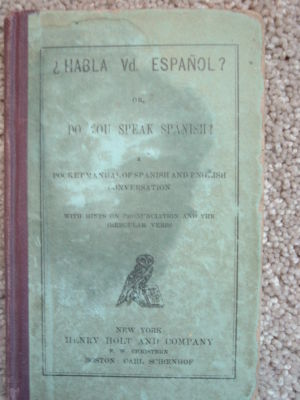 ¿HABLA Vd. ESPAÑOL?
OR,
DO YOU SPEAK SPANISH?
A
POCKET MANUAL OF SPANISH AND ENGLISH
CONVERSATION
WITH HINTS ON PRONUNCIATION AND THE
IRREGULAR VERBS
NEW YORK
HENRY HOLT AND COMPANY
F. W. CHRISTERN
BOSTON: CARL SCHŒNHOF